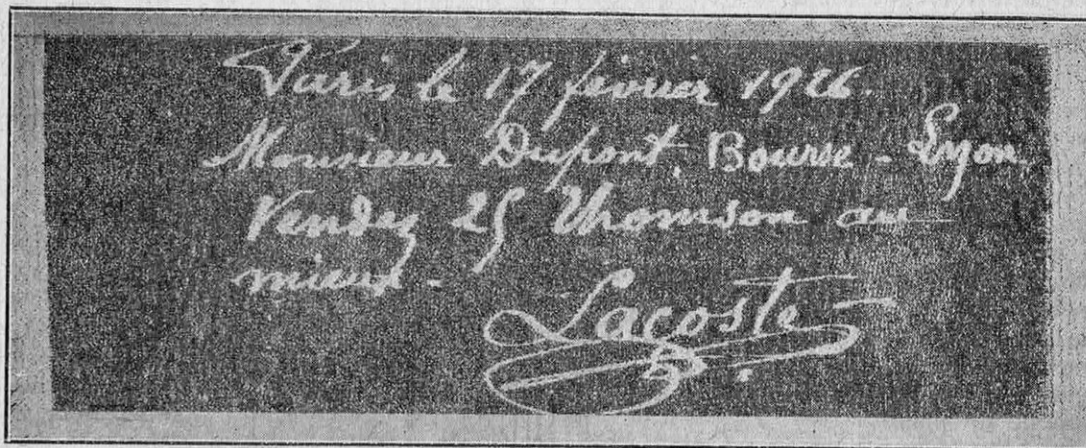 Paris le 17 février 1926.
Monsieur Dupont, Bourse - Lyon
Vendez 25 Thomson au
mieux -
Lacoste